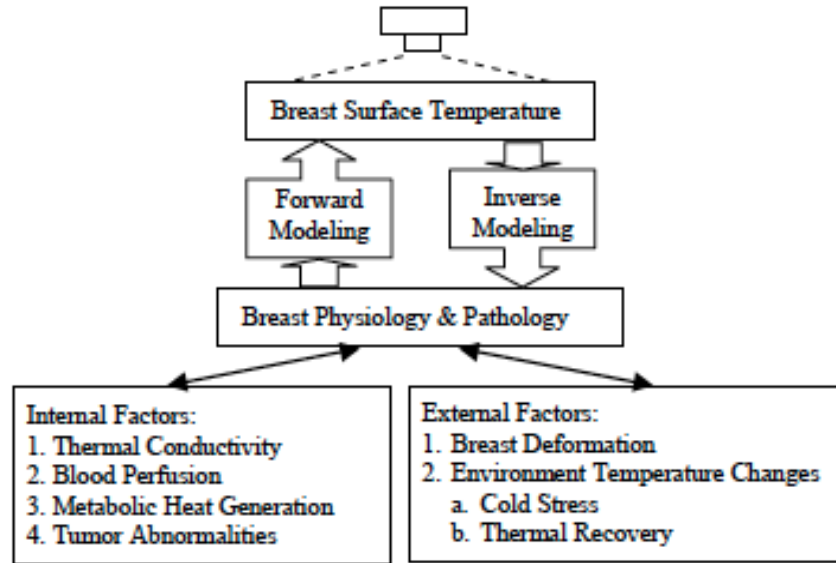 Breast Surface Temperature
Forward
Modeling
Inverse
Modeling
Breast Physiology & Pathology
Internal Factors:
1. Thermal Conductivity
2. Blood Perfusion
3. Metabolic Heat Generation
4. Tumor Abnormalities
External Factors:
1. Breast Deformation
2. Environment Temperature Changes
a. Cold Stress
b. Thermal Recovery